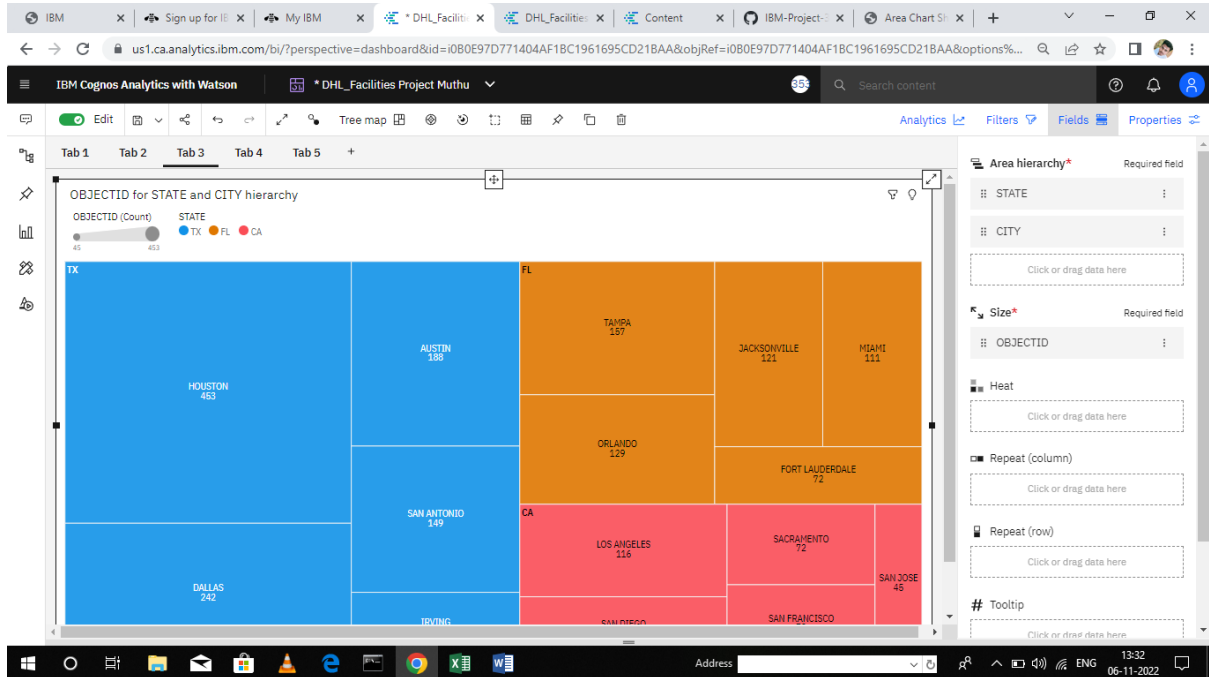 IBM
Sign up for IB
My IBM
* DHL_Faciliti
DHL_Facilities
Content
IBM-Project-
Area Chart Sh
us1.ca.analytics.ibm.com/bi/?perspective=dashboard&id=i0B0E97D771404AF1BC1961695CD21BAA&objRef=i0B0E97D771404AF1BC1961695CD21BAA&options%...
IBM Cognos Analytics with Watson
* DHL_Facilities Project Muthu
353
Search content
Edit
Tree map
Analytics
Filters
Fields
Properties
Tab 1 Tab 2 Tab 3 Tab 4 Tab 5 +
OBJECTID for STATE and CITY hierarchy
OBJECTID (Count) STATE
TX FL CA
45 453
TX
HOUSTON
453
DALLAS
242
AUSTIN
188
SAN ANTONIO
149
IRVING
FL
TAMPA
157
ORLANDO
129
JACKSONVILLE
121
MIAMI
111
FORT LAUDERDALE
72
CA
LOS ANGELES
116
SAN DIEGO
SACRAMENTO
72
SAN FRANCISCO
SAN JOSE
45
Area hierarchy* Required field
STATE
CITY
Click or drag data here
Size* Required field
OBJECTID
Heat
Click or drag data here
Repeat (column)
Click or drag data here
Repeat (row)
Click or drag data here
# Tooltip
Click or drag data here
Address
ENG
13:32
06-11-2022